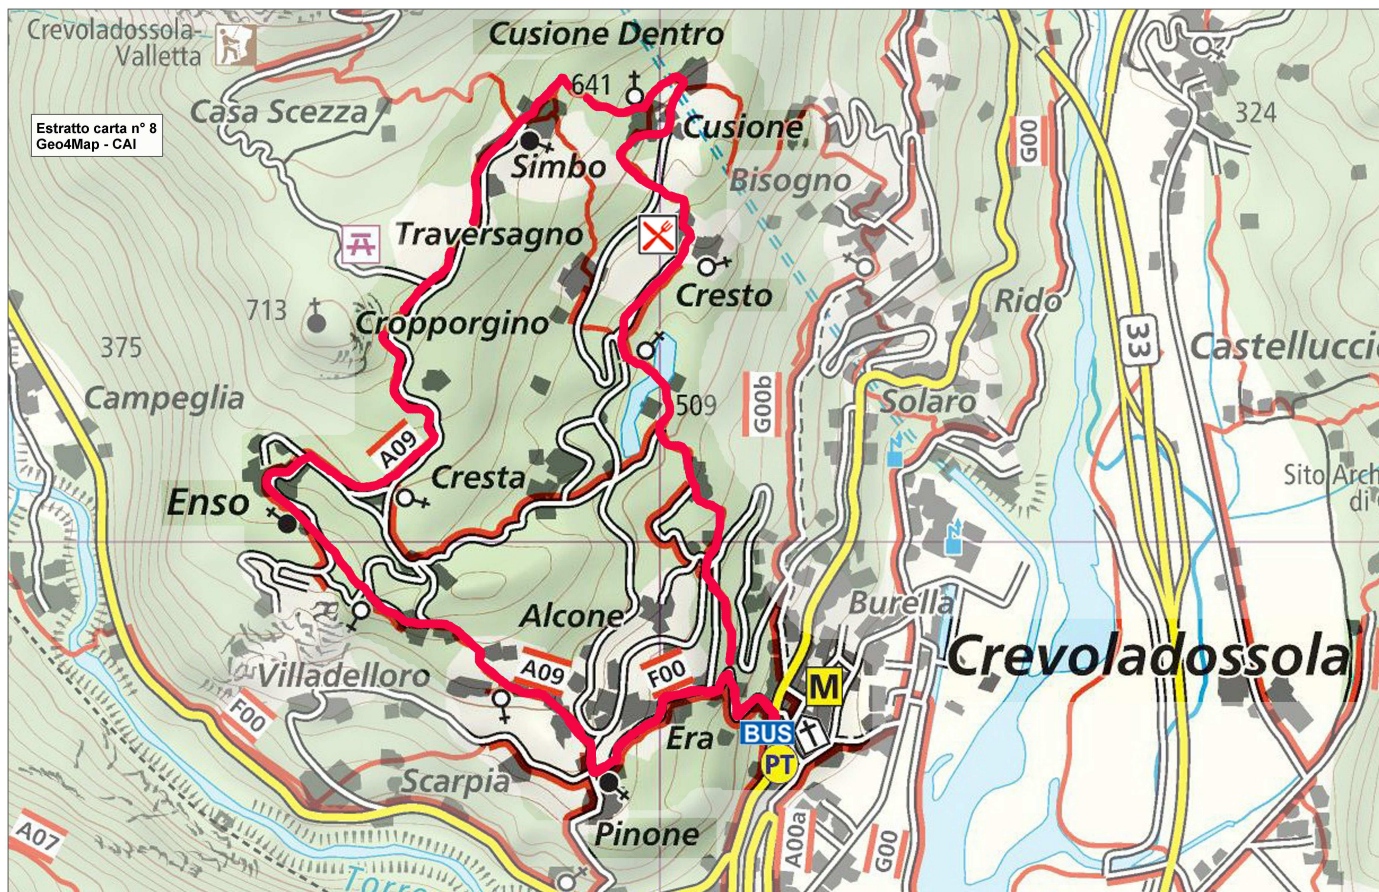 Crevoladossola-
Valletta
Cusione Dentro
641
Casa Scezza
Estratto carta n° 8
Geo4Map - CAI
Cusione
324
G00
Simbo
Bisogno
Traversagno
Cresto
Rido
713
Cropporgino
33
375
Castelluccio
Campeglia
G00b
509
Solaro
A09
Cresta
Sito Arch
di
Enso
Alcone
Burella
Crevoladossola
Villadelloro
A09
F00
M
F00
Era
BUS
PT
Scarpia
Pinone
A07
A00a
G00
Torre